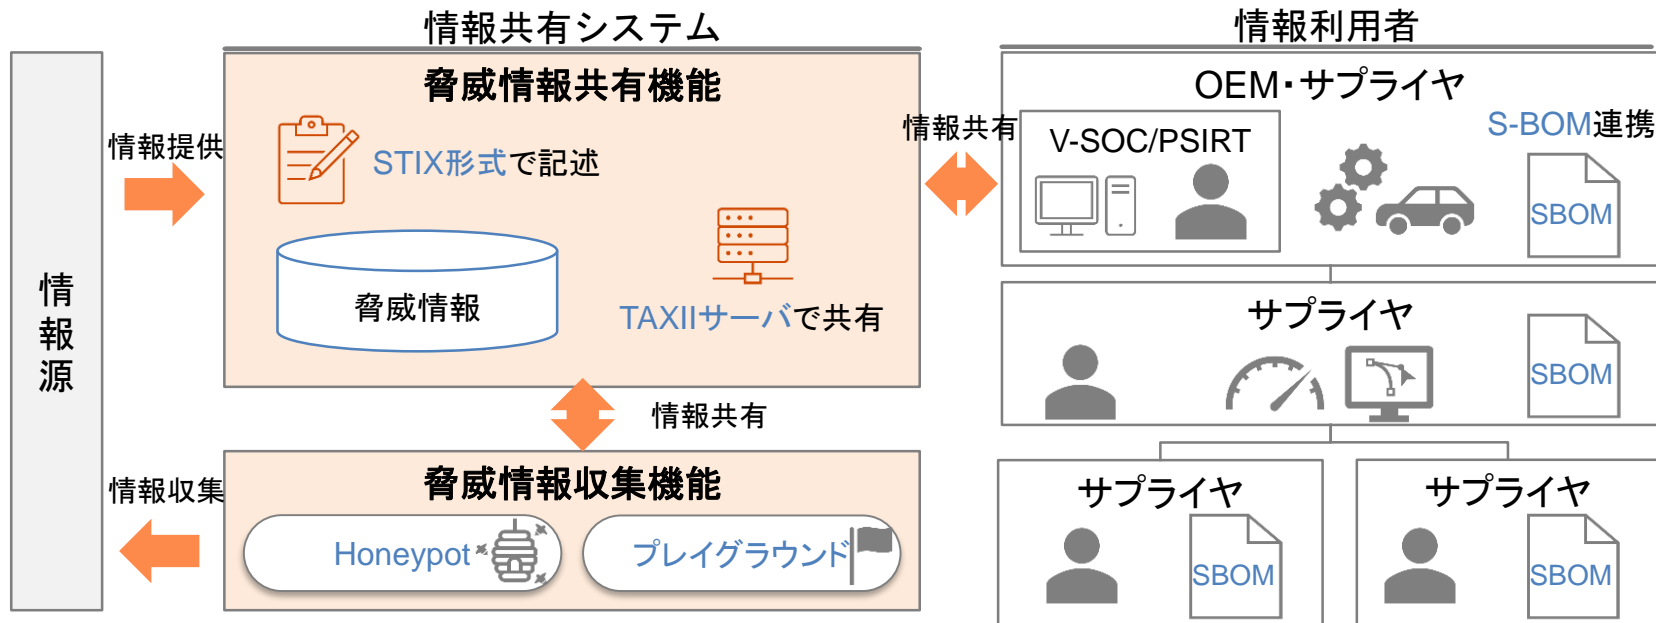 情報共有システム
情報利用者
情報源
情報提供
情報収集
脅威情報共有機能
STIX形式で記述
脅威情報
TAXIIサーバで共有
情報共有
脅威情報収集機能
Honeypot
プレイグラウンド
情報共有
OEM・サプライヤ
V-SOC/PSIRT
S-BOM連携
SBOM
サプライヤ
SBOM
サプライヤ
SBOM
サプライヤ
SBOM